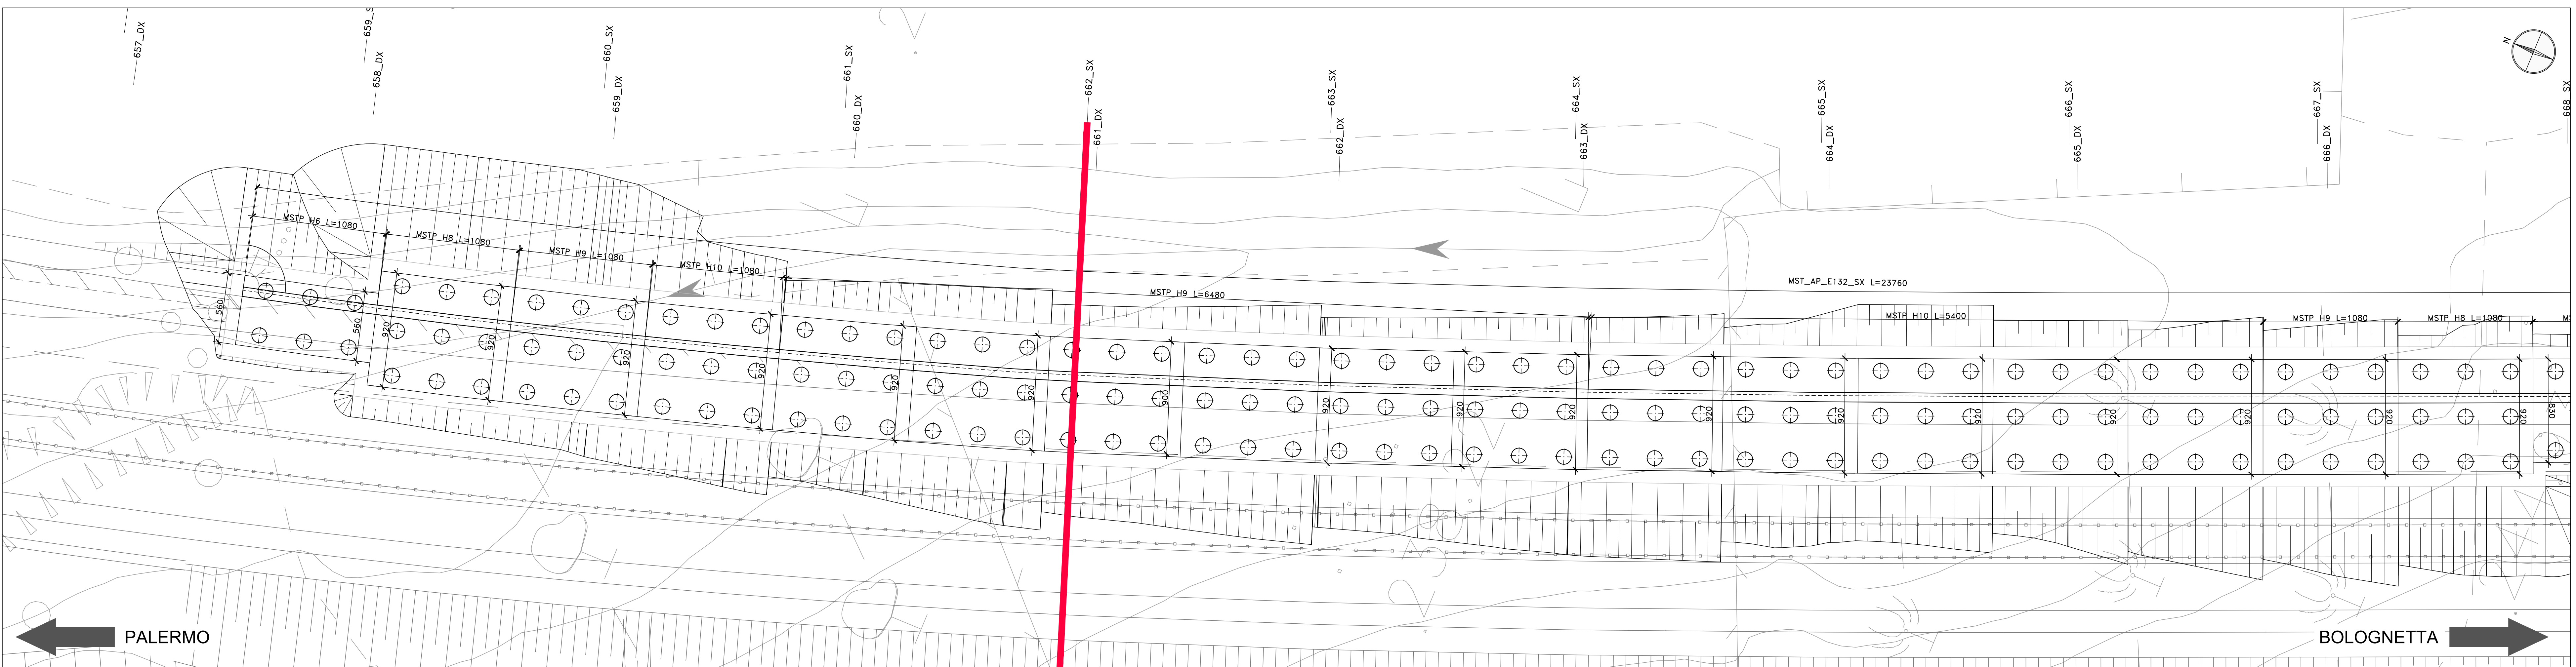 657_DX
658_DX
660_SX
659_DX
661_SX
660_DX
662_SX
661_DX
663_SX
662_DX
664_SX
663_DX
665_SX
664_DX
666_SX
665_DX
667_SX
666_DX
668_SX
N
MSTP H6 L=1080
MSTP H8 L=1080
MSTP H9 L=1080
MSTP H10 L=1080
MSTP H9 L=6480
MST_AP_E132_SX L=23760
MSTP H10 L=5400
MSTP H9 L=1080
MSTP H8 L=1080
560
560
920
920
920
920
920
920
900
920
920
920
920
920
920
920
920
920
920
830
PALERMO
BOLOGNETTA